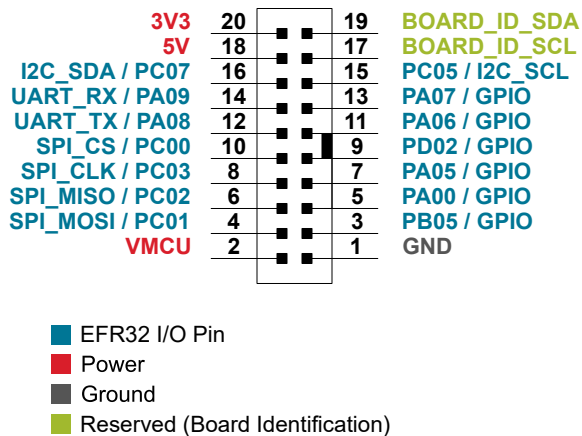 3V3 20 19 BOARD_ID_SDA
5V 18 17 BOARD_ID_SCL
I2C_SDA / PC07 16 15 PC05 / I2C_SCL
UART_RX / PA09 14 13 PA07 / GPIO
UART_TX / PA08 12 11 PA06 / GPIO
SPI_CS / PC00 10 9 PD02 / GPIO
SPI_CLK / PC03 8 7 PA05 / GPIO
SPI_MISO / PC02 6 5 PA00 / GPIO
SPI_MOSI / PC01 4 3 PB05 / GPIO
VMCU 2 1 GND
EFR32 I/O Pin
Power
Ground
Reserved (Board Identification)